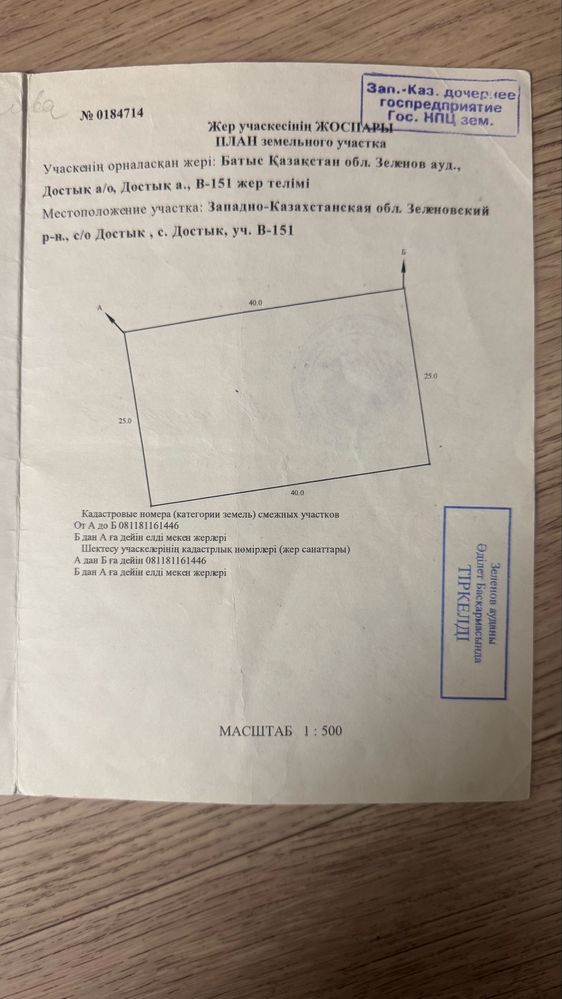 № 0184714
Зап.-Каз. дочернее
госпредприятие
Гос. НПЦ зем.
Жер учаскесінің ЖОСПАРЫ
ПЛАН земельного участка
Учаскенің орналасқан жері: Батыс Қазақстан обл. Зеленов ауд.,
Достық а/о, Достық а., В-151 жер телімі
Местоположение участка: Западно-Казахстанская обл. Зеленовский
р-н., с/о Достык , с. Достык, уч. В-151
Б
А
40.0
25.0
25.0
40.0
Кадастровые номера (категории земель) смежных участков
От А до Б 081181161446
Б дан А ға дейін елді мекен жерлері
Шектесу учаскелерінің кадастрлық нөмірлері (жер санаттары)
А дан Б ға дейін 081181161446
Б дан А ға дейін елді мекен жерлері
Зеленов ауданы
Әділет Басқармасында
ТІРКЕЛДІ
МАСШТАБ 1 : 500